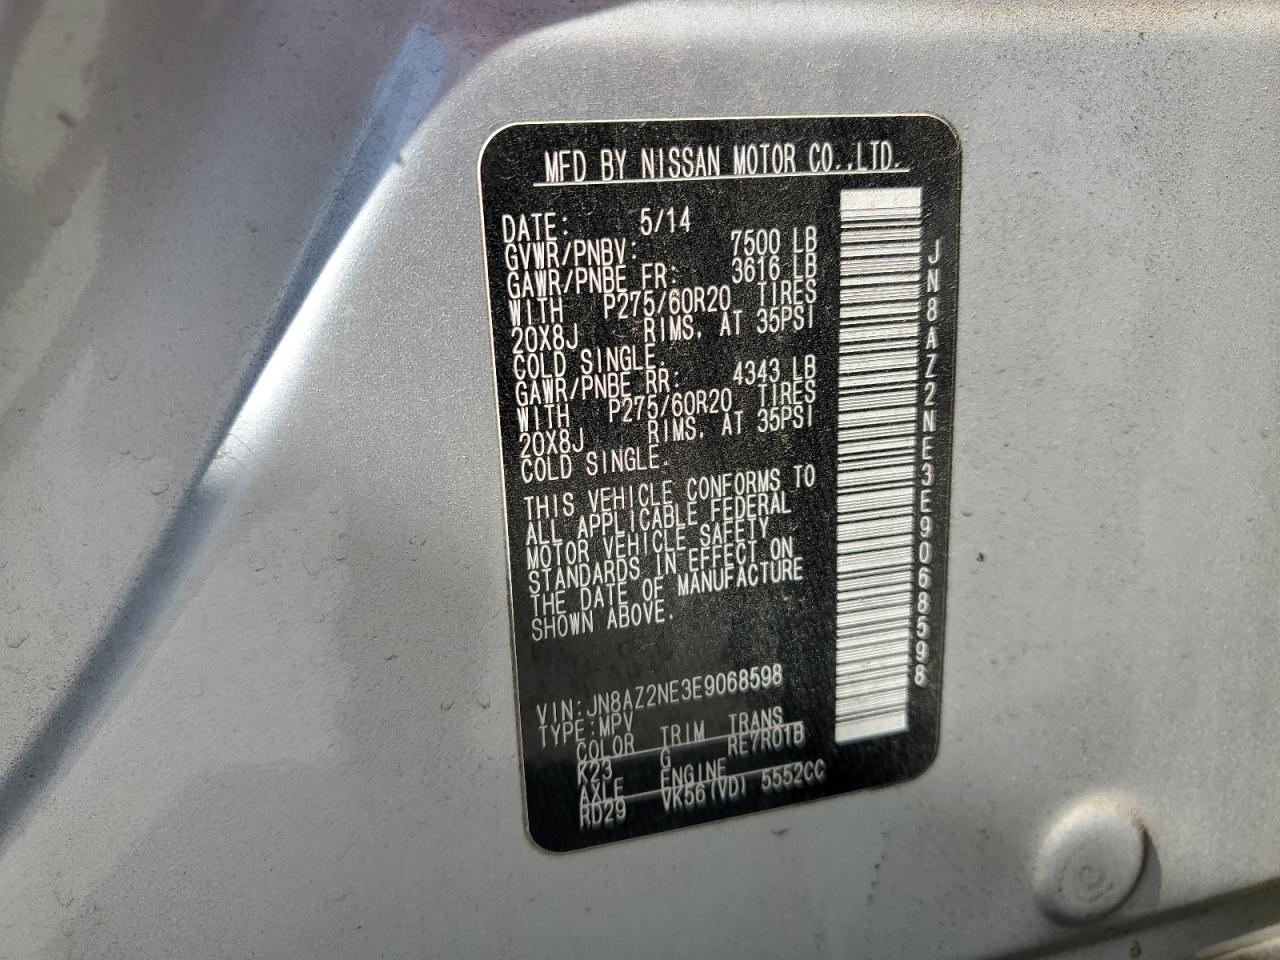 MFD BY NISSAN MOTOR CO.,LTD.
DATE: 5/14
GVWR/PNBV: 7500 LB
GAWR/PNBE FR: 3616 LB
WITH P275/60R20 TIRES
20X8J RIMS, AT 35PSI
COLD SINGLE.
GAWR/PNBE RR: 4343 LB
WITH P275/60R20 TIRES
20X8J RIMS, AT 35PSI
COLD SINGLE.
THIS VEHICLE CONFORMS TO
ALL APPLICABLE FEDERAL
MOTOR VEHICLE SAFETY
STANDARDS IN EFFECT ON
THE DATE OF MANUFACTURE
SHOWN ABOVE.
VIN:JN8AZ2NE3E9068598
TYPE:MPV
COLOR TRIM TRANS
K23 G RE7R01B
AXLE ENGINE
RD29 VK56(VD) 5552CC
JN8AZ2NE3E9068598